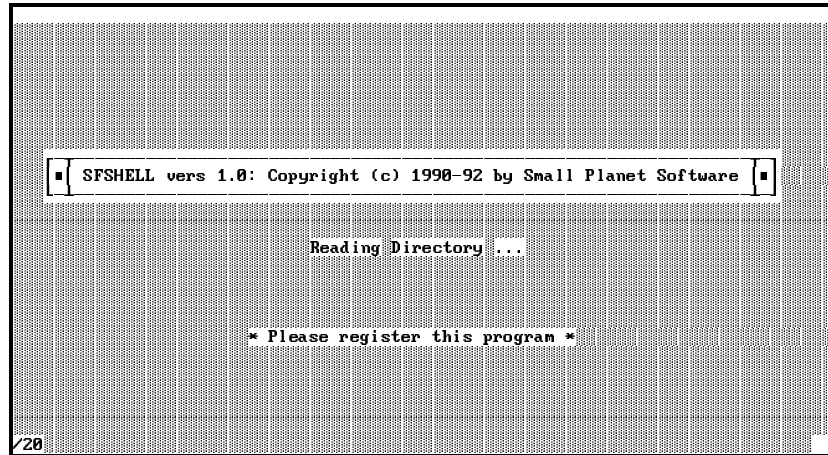 SFSHELL vers 1.0: Copyright (c) 1990-92 by Small Planet Software
Reading Directory ...
* Please register this program *
/20